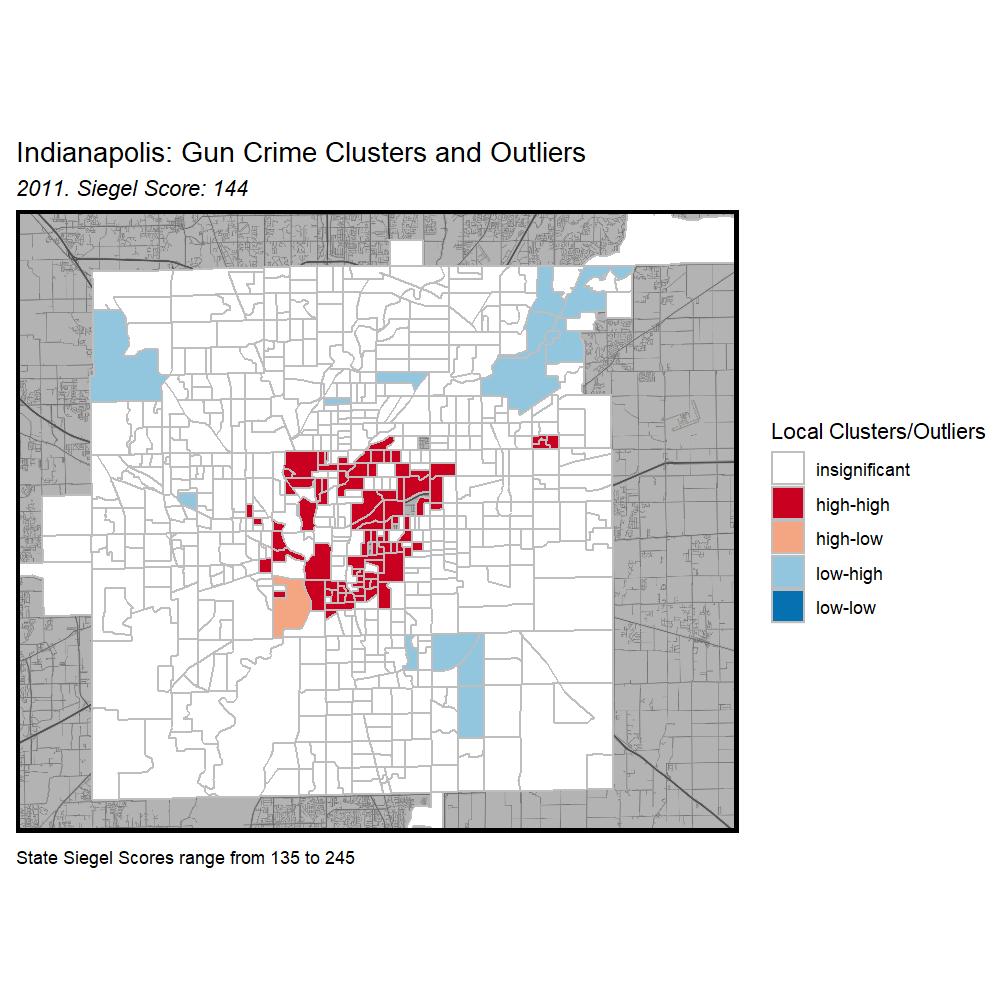 Indianapolis: Gun Crime Clusters and Outliers
2011. Siegel Score: 144
Local Clusters/Outliers
insignificant
high-high
high-low
low-high
low-low
State Siegel Scores range from 135 to 245